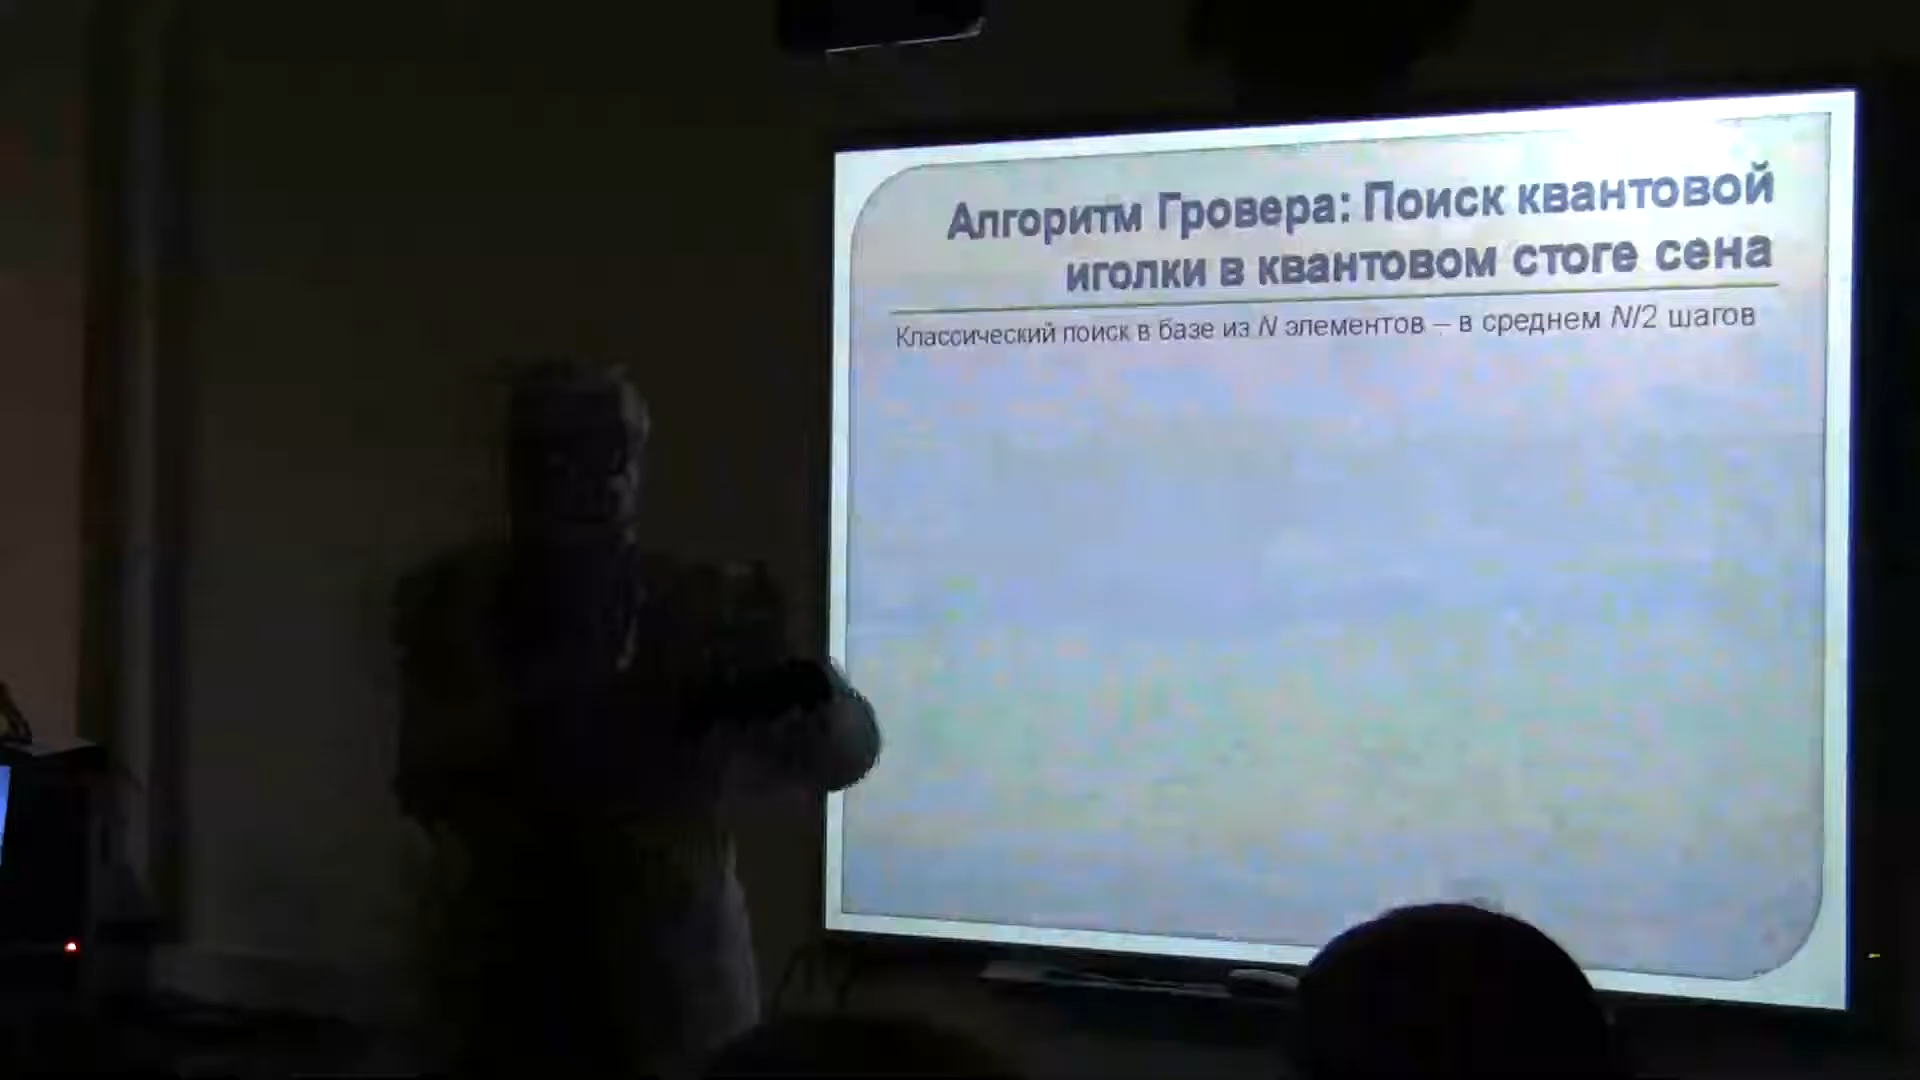 Алгоритм Гровера: Поиск квантовой
иголки в квантовом стоге сена
Классический поиск в базе из N элементов – в среднем N/2 шагов